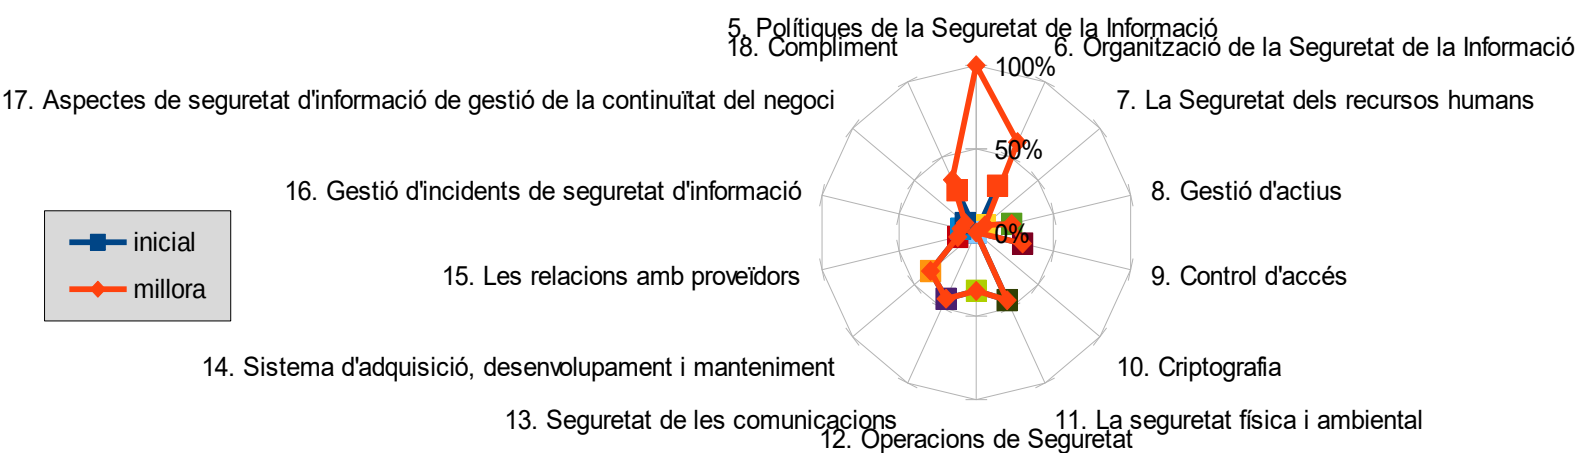 5. Polítiques de la Seguretat de la Informació
18. Compliment
6. Organització de la Seguretat de la Informació
100%
17. Aspectes de seguretat d'informació de gestió de la continuïtat del negoci
7. La Seguretat dels recursos humans
50%
16. Gestió d'incidents de seguretat d'informació
8. Gestió d'actius
0%
inicial
millora
15. Les relacions amb proveïdors
9. Control d'accés
14. Sistema d'adquisició, desenvolupament i manteniment
10. Criptografia
13. Seguretat de les comunicacions
11. La seguretat física i ambiental
12. Operacions de Seguretat